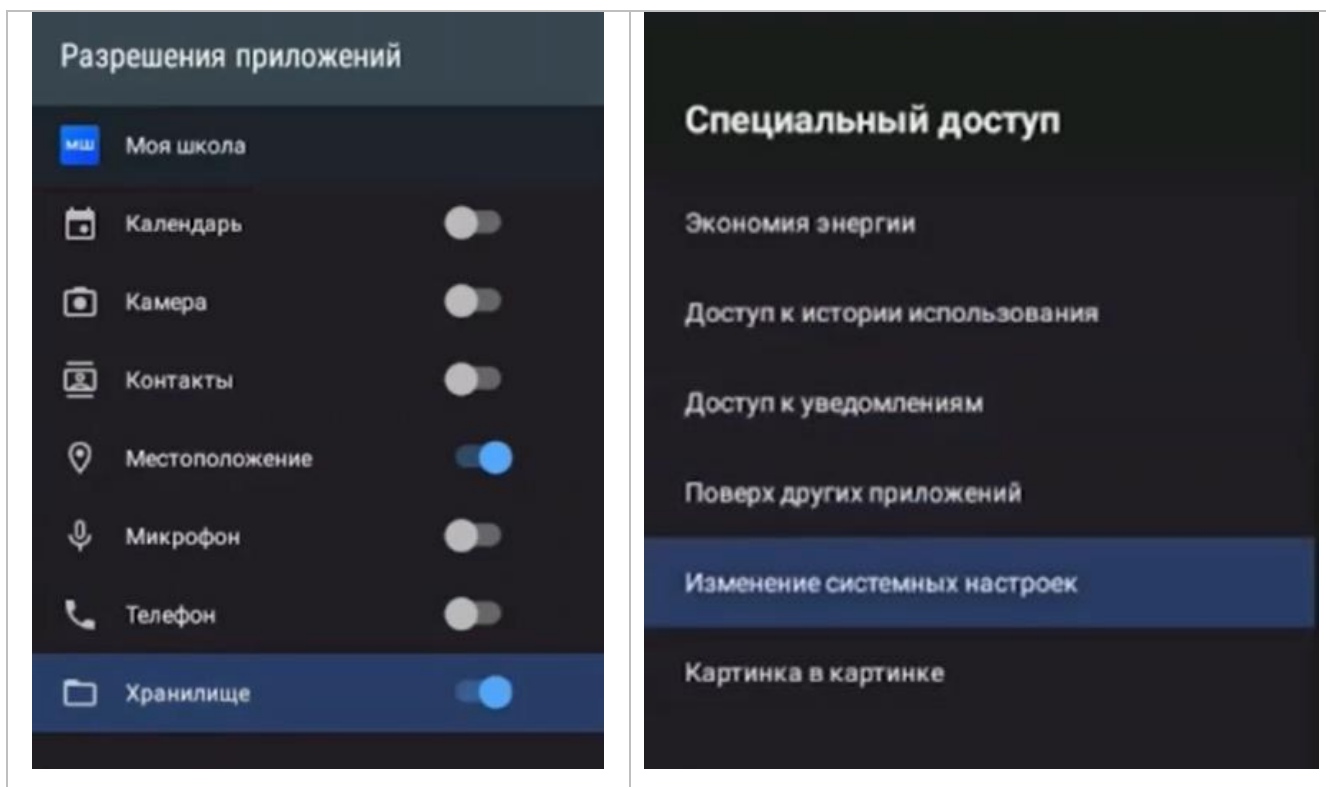 Разрешения приложений
МШ Моя школа
Календарь
Камера
Контакты
Местоположение
Микрофон
Телефон
Хранилище
Специальный доступ
Экономия энергии
Доступ к истории использования
Доступ к уведомлениям
Поверх других приложений
Изменение системных настроек
Картинка в картинке